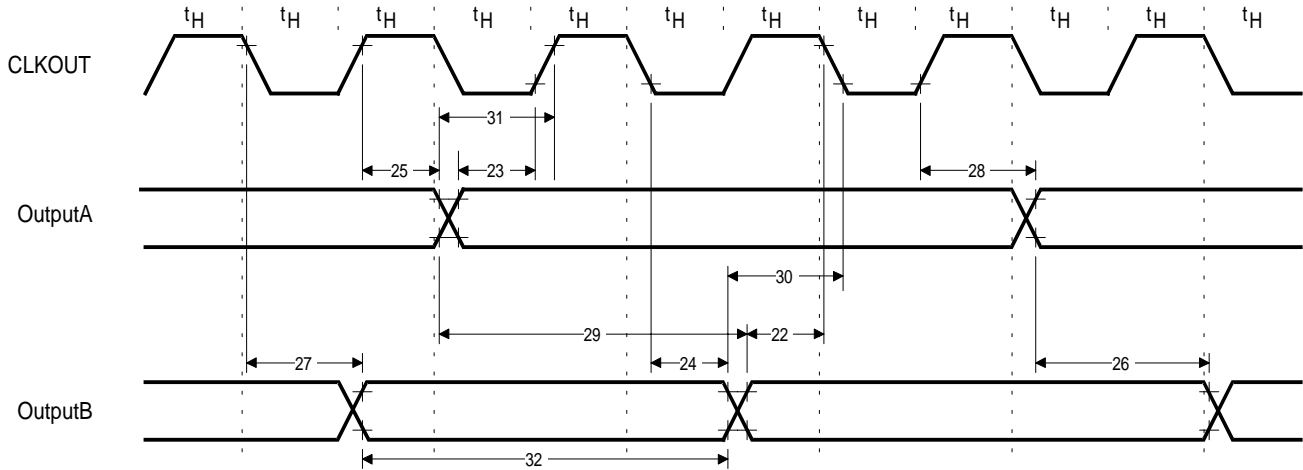 tH tH tH tH tH tH tH tH tH tH tH tH
CLKOUT
31
25 23 28
OutputA
30
29 22
27 24 26
OutputB
32